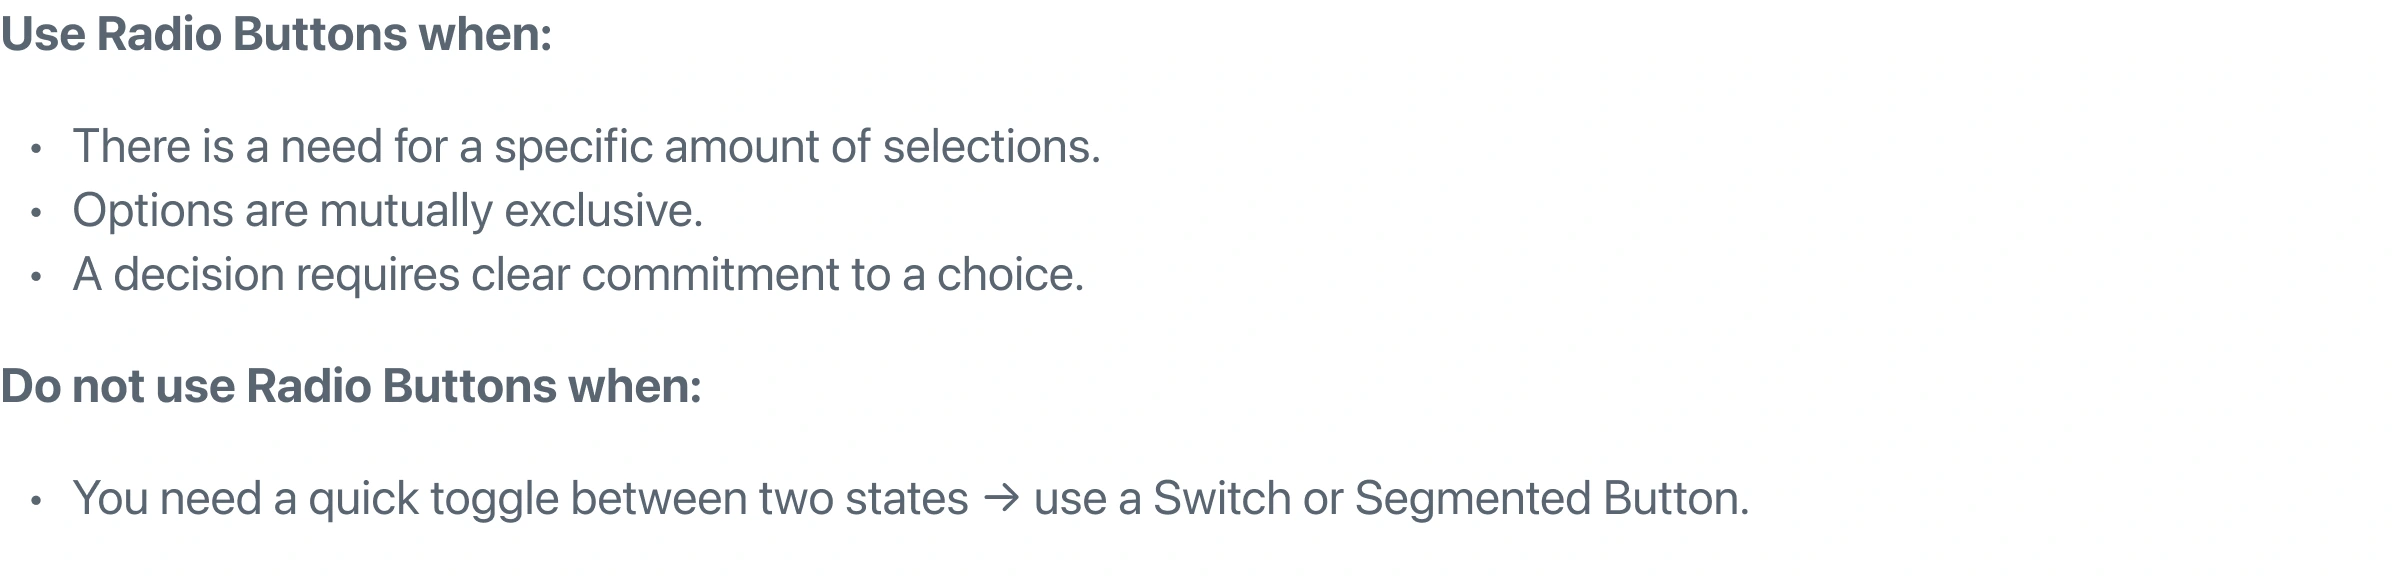 Use Radio Buttons when:
• There is a need for a specific amount of selections.
• Options are mutually exclusive.
• A decision requires clear commitment to a choice.
Do not use Radio Buttons when:
• You need a quick toggle between two states → use a Switch or Segmented Button.